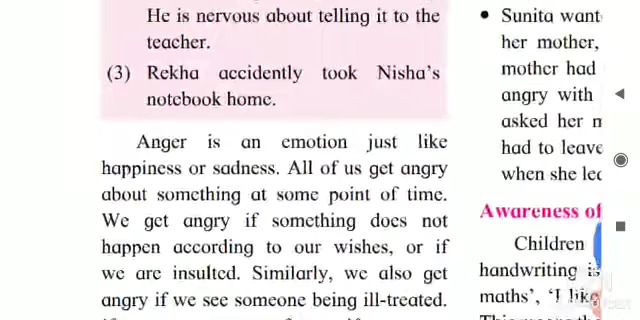 He is nervous about telling it to the
teacher.
(3) Rekha accidently took Nisha's
notebook home.
Anger is an emotion just like
happiness or sadness. All of us get angry
about something at some point of time.
We get angry if something does not
happen according to our wishes, or if
we are insulted. Similarly, we also get
angry if we see someone being ill-treated.
• Sunita want
her mother,
mother had
angry with
asked her
had to leave
when she
Awareness of
Children
handwriting is
maths', 'I like